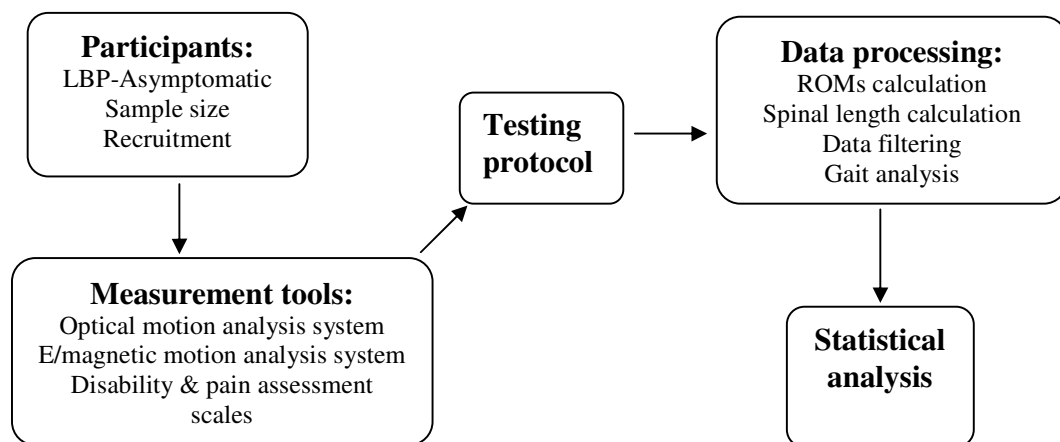 Participants:
LBP-Asymptomatic
Sample size
Recruitment
Measurement tools:
Optical motion analysis system
E/magnetic motion analysis system
Disability & pain assessment
scales
Testing
protocol
Data processing:
ROMs calculation
Spinal length calculation
Data filtering
Gait analysis
Statistical
analysis